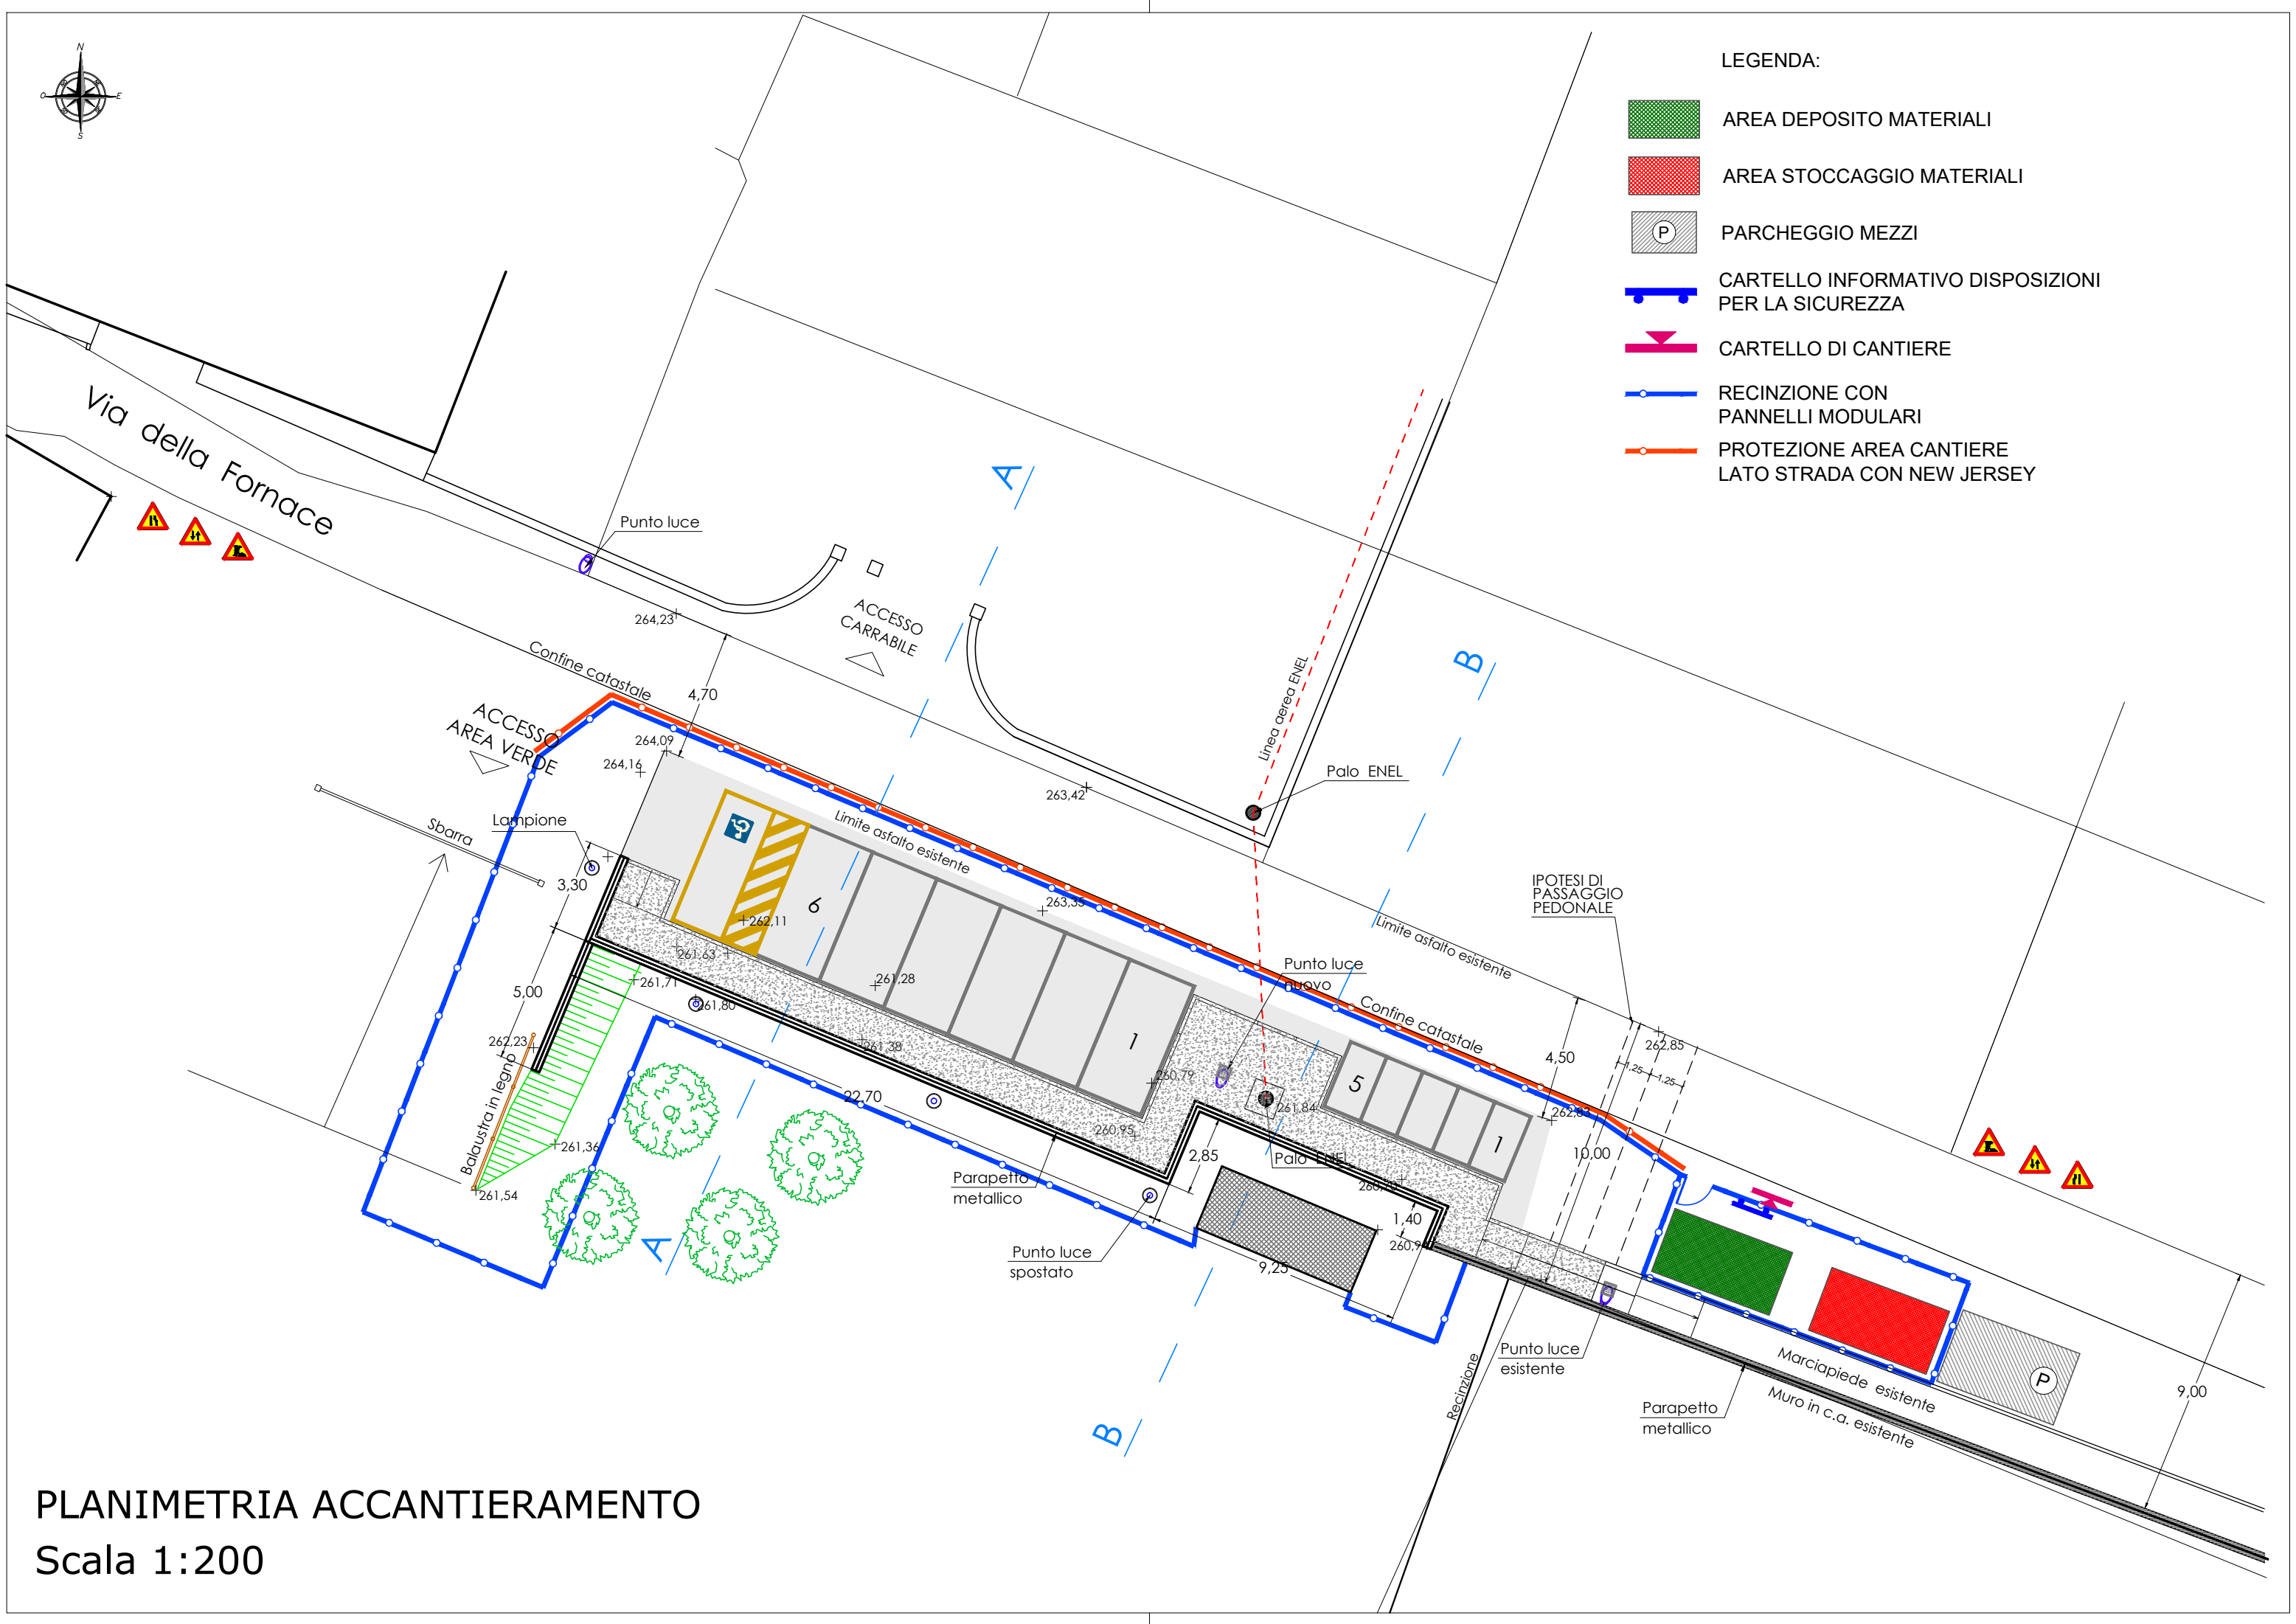 N
O
E
S
LEGENDA:
AREA DEPOSITO MATERIALI
AREA STOCCAGGIO MATERIALI
P
PARCHEGGIO MEZZI
CARTELLO INFORMATIVO DISPOSIZIONI
PER LA SICUREZZA
CARTELLO DI CANTIERE
RECINZIONE CON
PANNELLI MODULARI
PROTEZIONE AREA CANTIERE
LATO STRADA CON NEW JERSEY
Via della Fornace
Punto luce
A
264,23
ACCESSO
CARRABILE
B
Confine catastale
4,70
Linea aerea ENEL
ACCESSO
AREA VERDE
264,09
264,16
Palo ENEL
263,42
Sbarra
Lampione
Limite asfalto esistente
3,30
6
262,11
263,35
IPOTESI DI
PASSAGGIO
PEDONALE
Limite asfalto esistente
261,63
261,71
261,28
Punto luce
nuovo
5,00
261,80
Confine catastale
262,23
261,38
1
4,50
262,85
1,25
1,25
Balaustra in legno
22,70
260,79
5
261,84
262,83
260,95
1
10,00
261,36
2,85
Palo ENEL
261,54
Parapetto
metallico
1,40
A
Punto luce
spostato
9,25
Punto luce
esistente
Recinzione
Marciapiede esistente
Muro in c.a. esistente
P
9,00
Parapetto
metallico
B
PLANIMETRIA ACCANTIERAMENTO
Scala 1:200